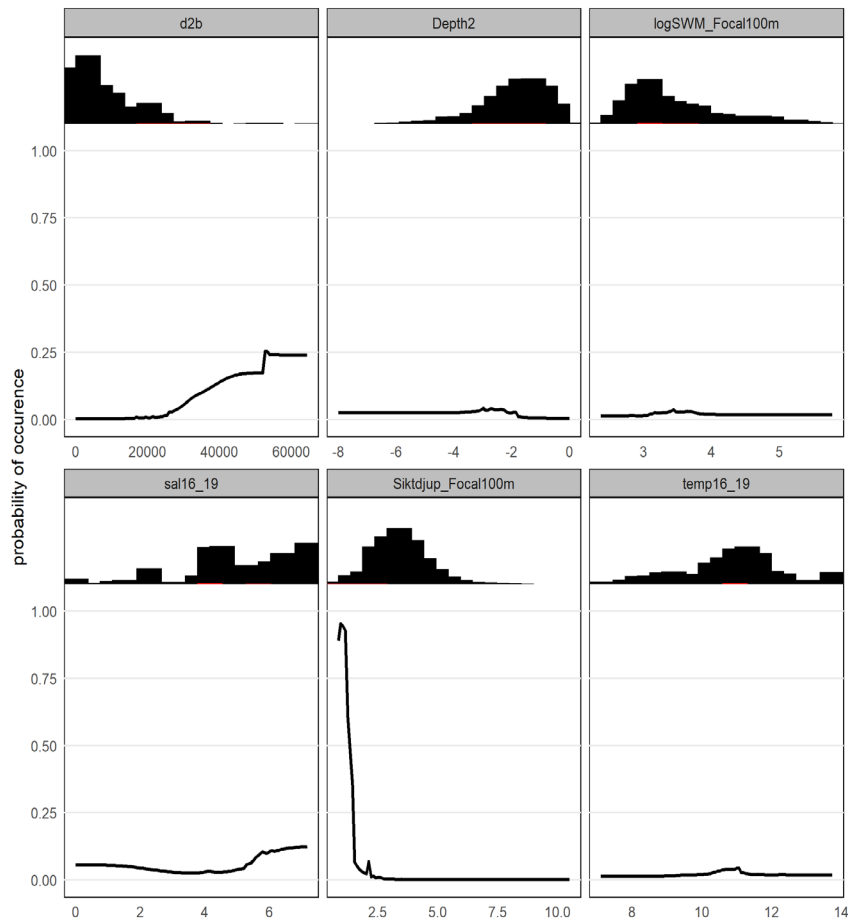 d2b Depth2 logSWM_Focal100m
1.00
0.75
0.50
0.25
0.00
0 20000 40000 60000 -8 -6 -4 -2 0 3 4 5
probability of occurence
sal16_19 Siktdjup_Focal100m temp16_19
1.00
0.75
0.50
0.25
0.00
0 2 4 6 2.5 5.0 7.5 10.0 8 10 12 14